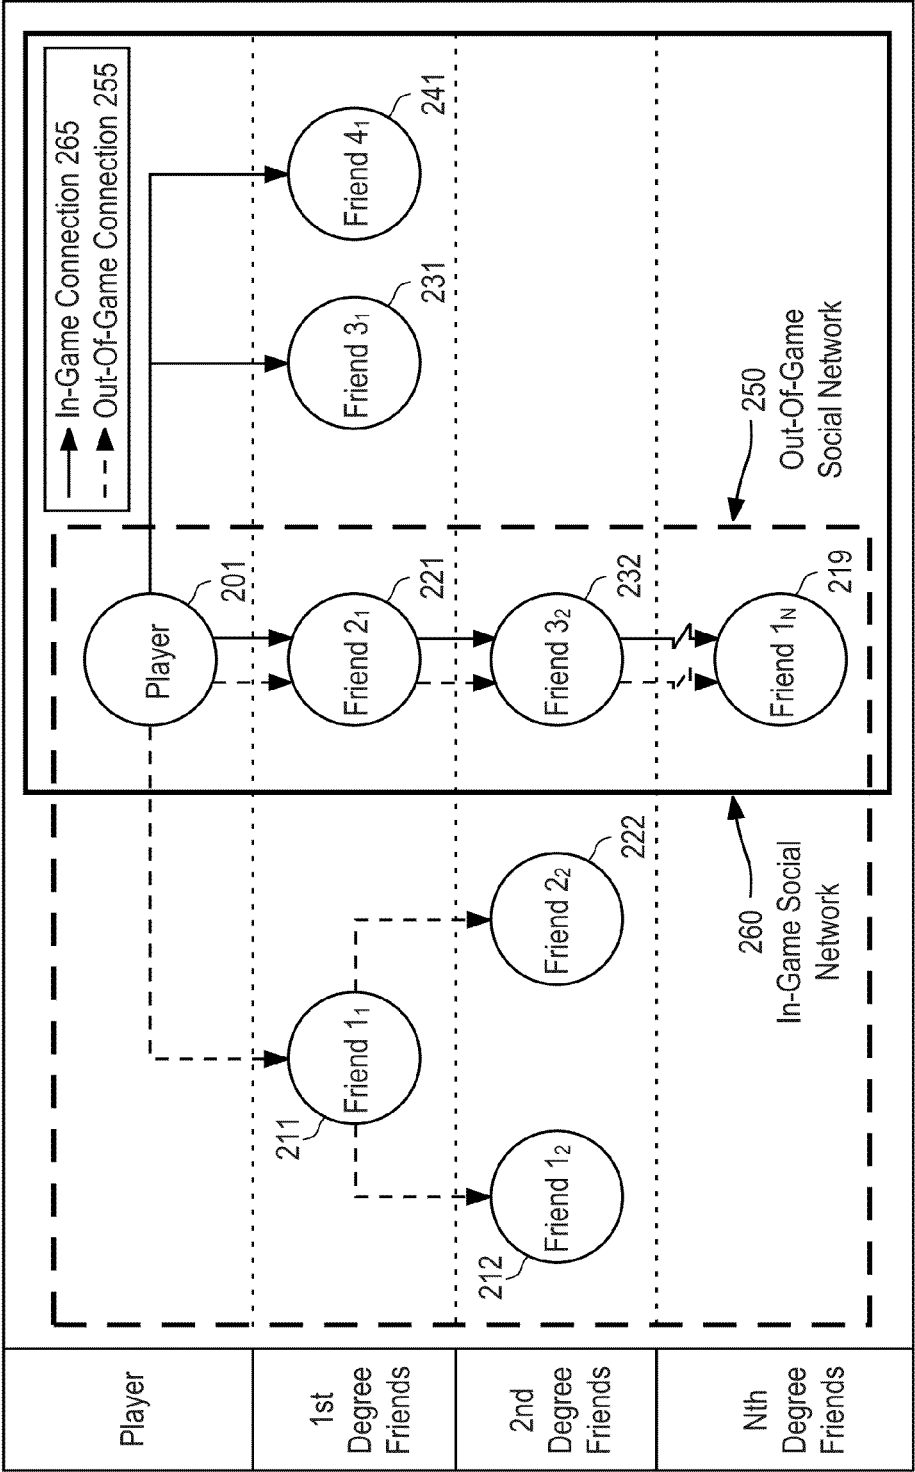 Player
1st
Degree
Friends
2nd
Degree
Friends
Nth
Degree
Friends
In-Game Connection 265
Out-Of-Game Connection 255
Player
201
Friend 1₁
211
Friend 2₁
221
Friend 3₁
231
Friend 4₁
241
Friend 1₂
212
Friend 2₂
222
Friend 3₂
232
Friend 1N
219
260
In-Game Social
Network
250
Out-Of-Game
Social Network